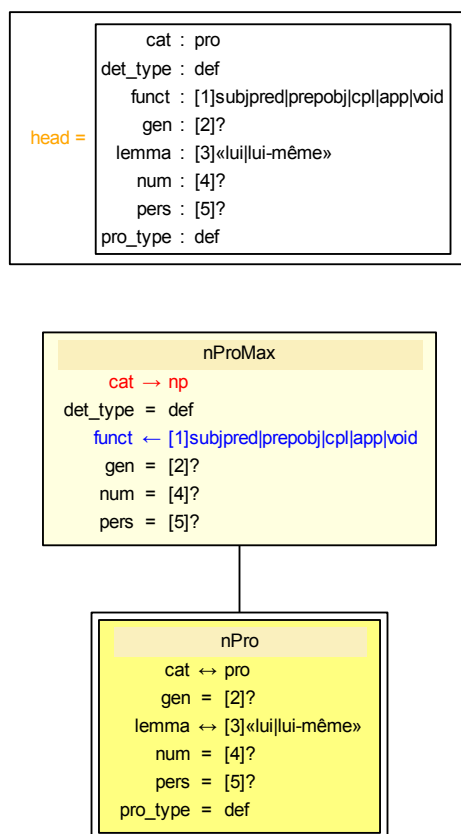 head =
cat : pro
det_type : def
funct : [1]subjpred|prepobj|cpl|app|void
gen : [2]?
lemma : [3]«lui|lui-même»
num : [4]?
pers : [5]?
pro_type : def
nProMax
cat → np
det_type = def
funct ← [1]subjpred|prepobj|cpl|app|void
gen = [2]?
num = [4]?
pers = [5]?
nPro
cat ↔ pro
gen = [2]?
lemma ↔ [3]«lui|lui-même»
num = [4]?
pers = [5]?
pro_type = def